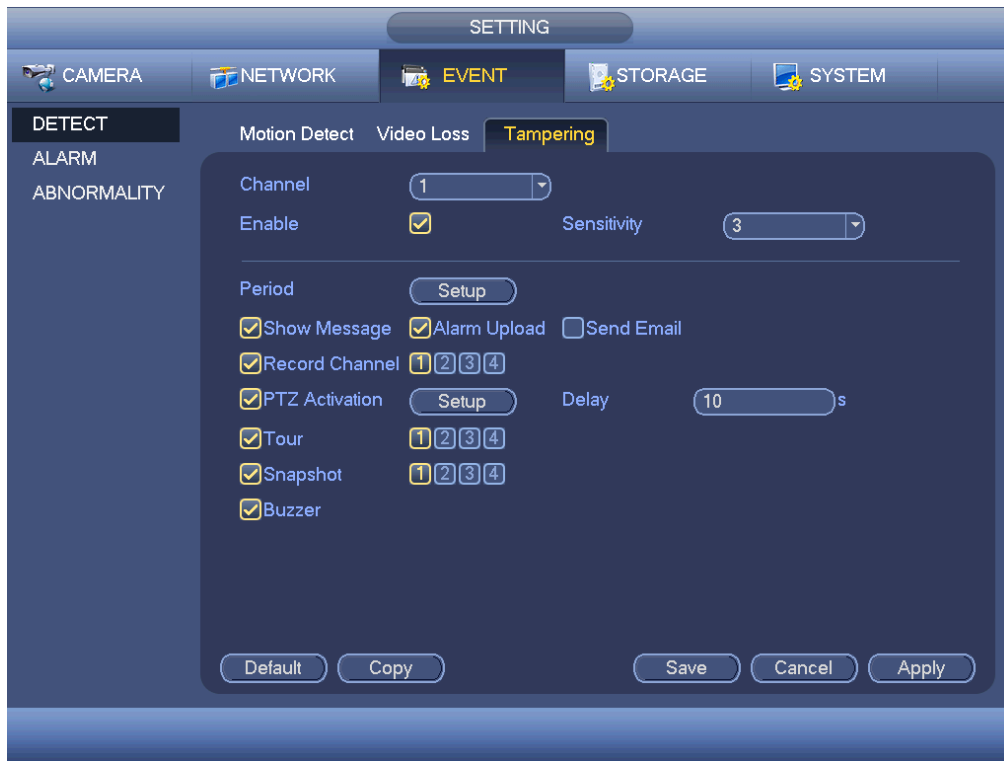 SETTING
CAMERA NETWORK EVENT STORAGE SYSTEM
DETECT
ALARM
ABNORMALITY
Motion Detect Video Loss Tampering
Channel 1
Enable Sensitivity 3
Period Setup
Show Message Alarm Upload Send Email
Record Channel 1 2 3 4
PTZ Activation Setup Delay 10 s
Tour 1 2 3 4
Snapshot 1 2 3 4
Buzzer
Default Copy Save Cancel Apply